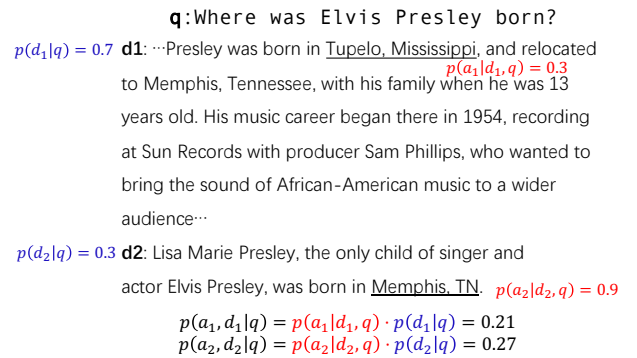 q:Where was Elvis Presley born?
p(d₁|q) = 0.7 d1: ···Presley was born in Tupelo, Mississippi, and relocated
p(a₁|d₁, q) = 0.3
to Memphis, Tennessee, with his family when he was 13
years old. His music career began there in 1954, recording
at Sun Records with producer Sam Phillips, who wanted to
bring the sound of African-American music to a wider
audience···
p(d₂|q) = 0.3 d2: Lisa Marie Presley, the only child of singer and
actor Elvis Presley, was born in Memphis, TN. p(a₂|d₂, q) = 0.9
p(a₁, d₁|q) = p(a₁|d₁, q) · p(d₁|q) = 0.21
p(a₂, d₂|q) = p(a₂|d₂, q) · p(d₂|q) = 0.27